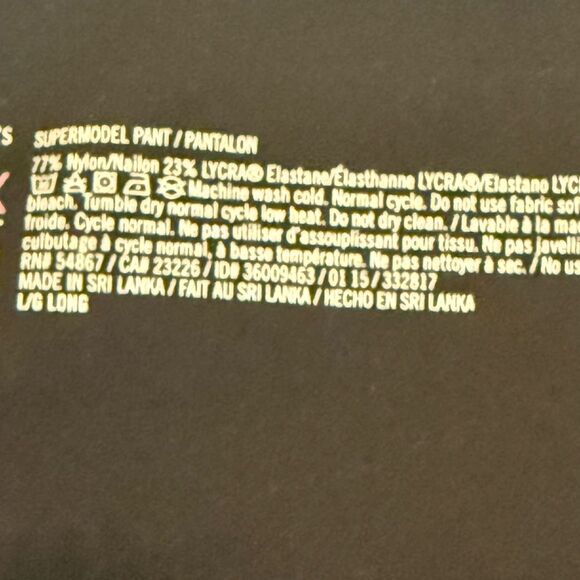 'S
SUPERMODEL PANT / PANTALON
77% Nylon/Nailon 23% LYCRA® Elastane/Élasthanne LYCRA®/Elastano LYC
Machine wash cold. Normal cycle. Do not use fabric sof
bleach. Tumble dry normal cycle low heat. Do not dry clean. / Lavable à la ma
froide. Cycle normal. Ne pas utiliser d'assouplissant pour tissu. Ne pas javelli
culbutage à cycle normal, à basse température. Ne pas nettoyer à sec. / No us
RN# 54867 / CA# 23226 / ID# 36009463 / 01 15 / 332817
MADE IN SRI LANKA / FAIT AU SRI LANKA / HECHO EN SRI LANKA
L/G LONG